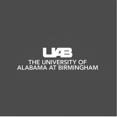 UAB
THE UNIVERSITY OF
ALABAMA AT BIRMINGHAM